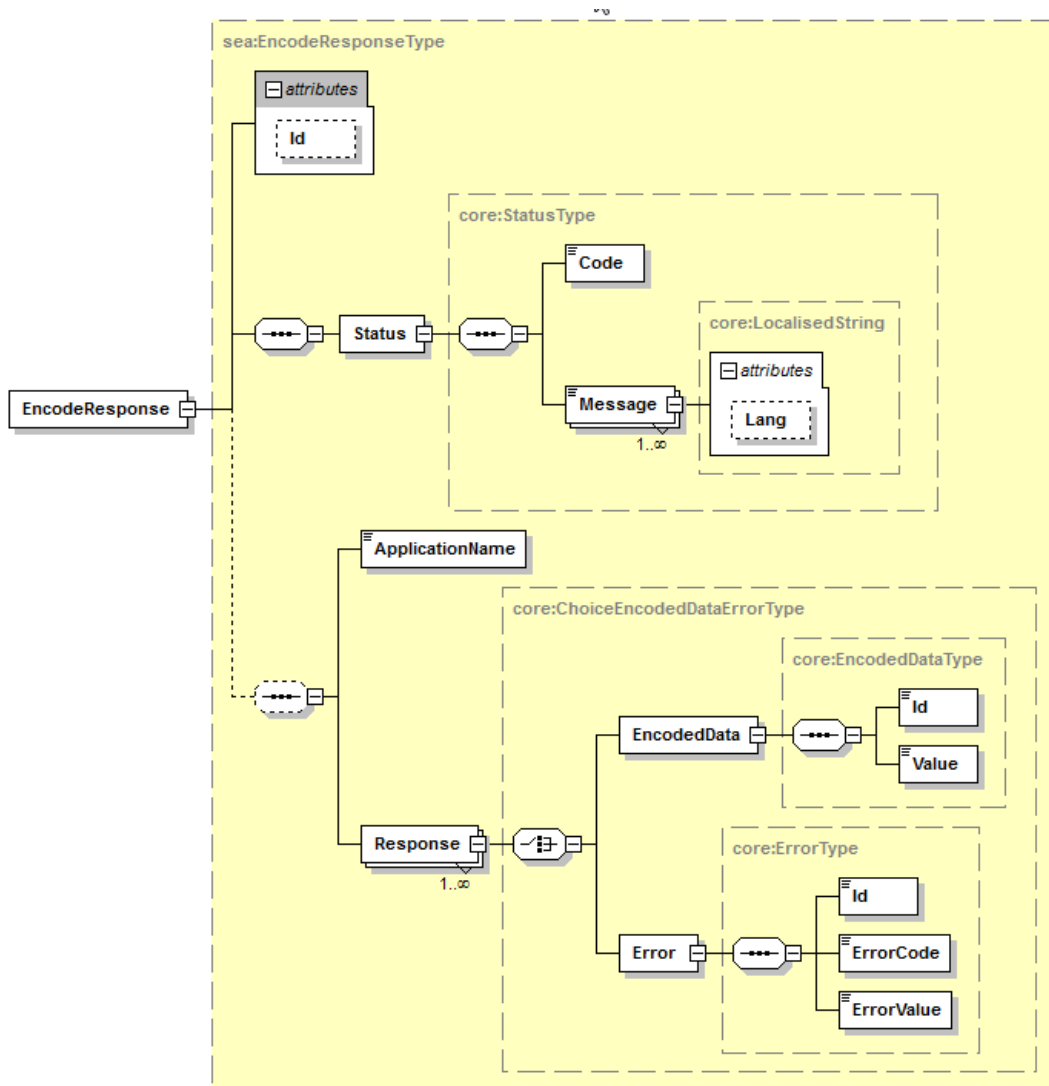 sea:EncodeResponseType
attributes
Id
core:StatusType
Code
core:LocalisedString
attributes
Status
Lang
Message
1..∞
EncodeResponse
ApplicationName
core:ChoiceEncodedDataErrorType
core:EncodedDataType
Id
EncodedData
Value
Response
1..∞
core:ErrorType
Id
Error
ErrorCode
ErrorValue